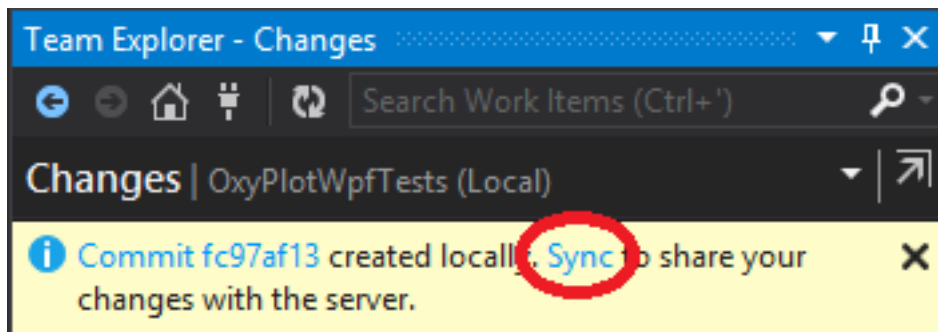 Team Explorer - Changes
Search Work Items (Ctrl+')
Changes | OxyPlotWpfTests (Local)
Commit fc97af13 created locally. Sync to share your
changes with the server.